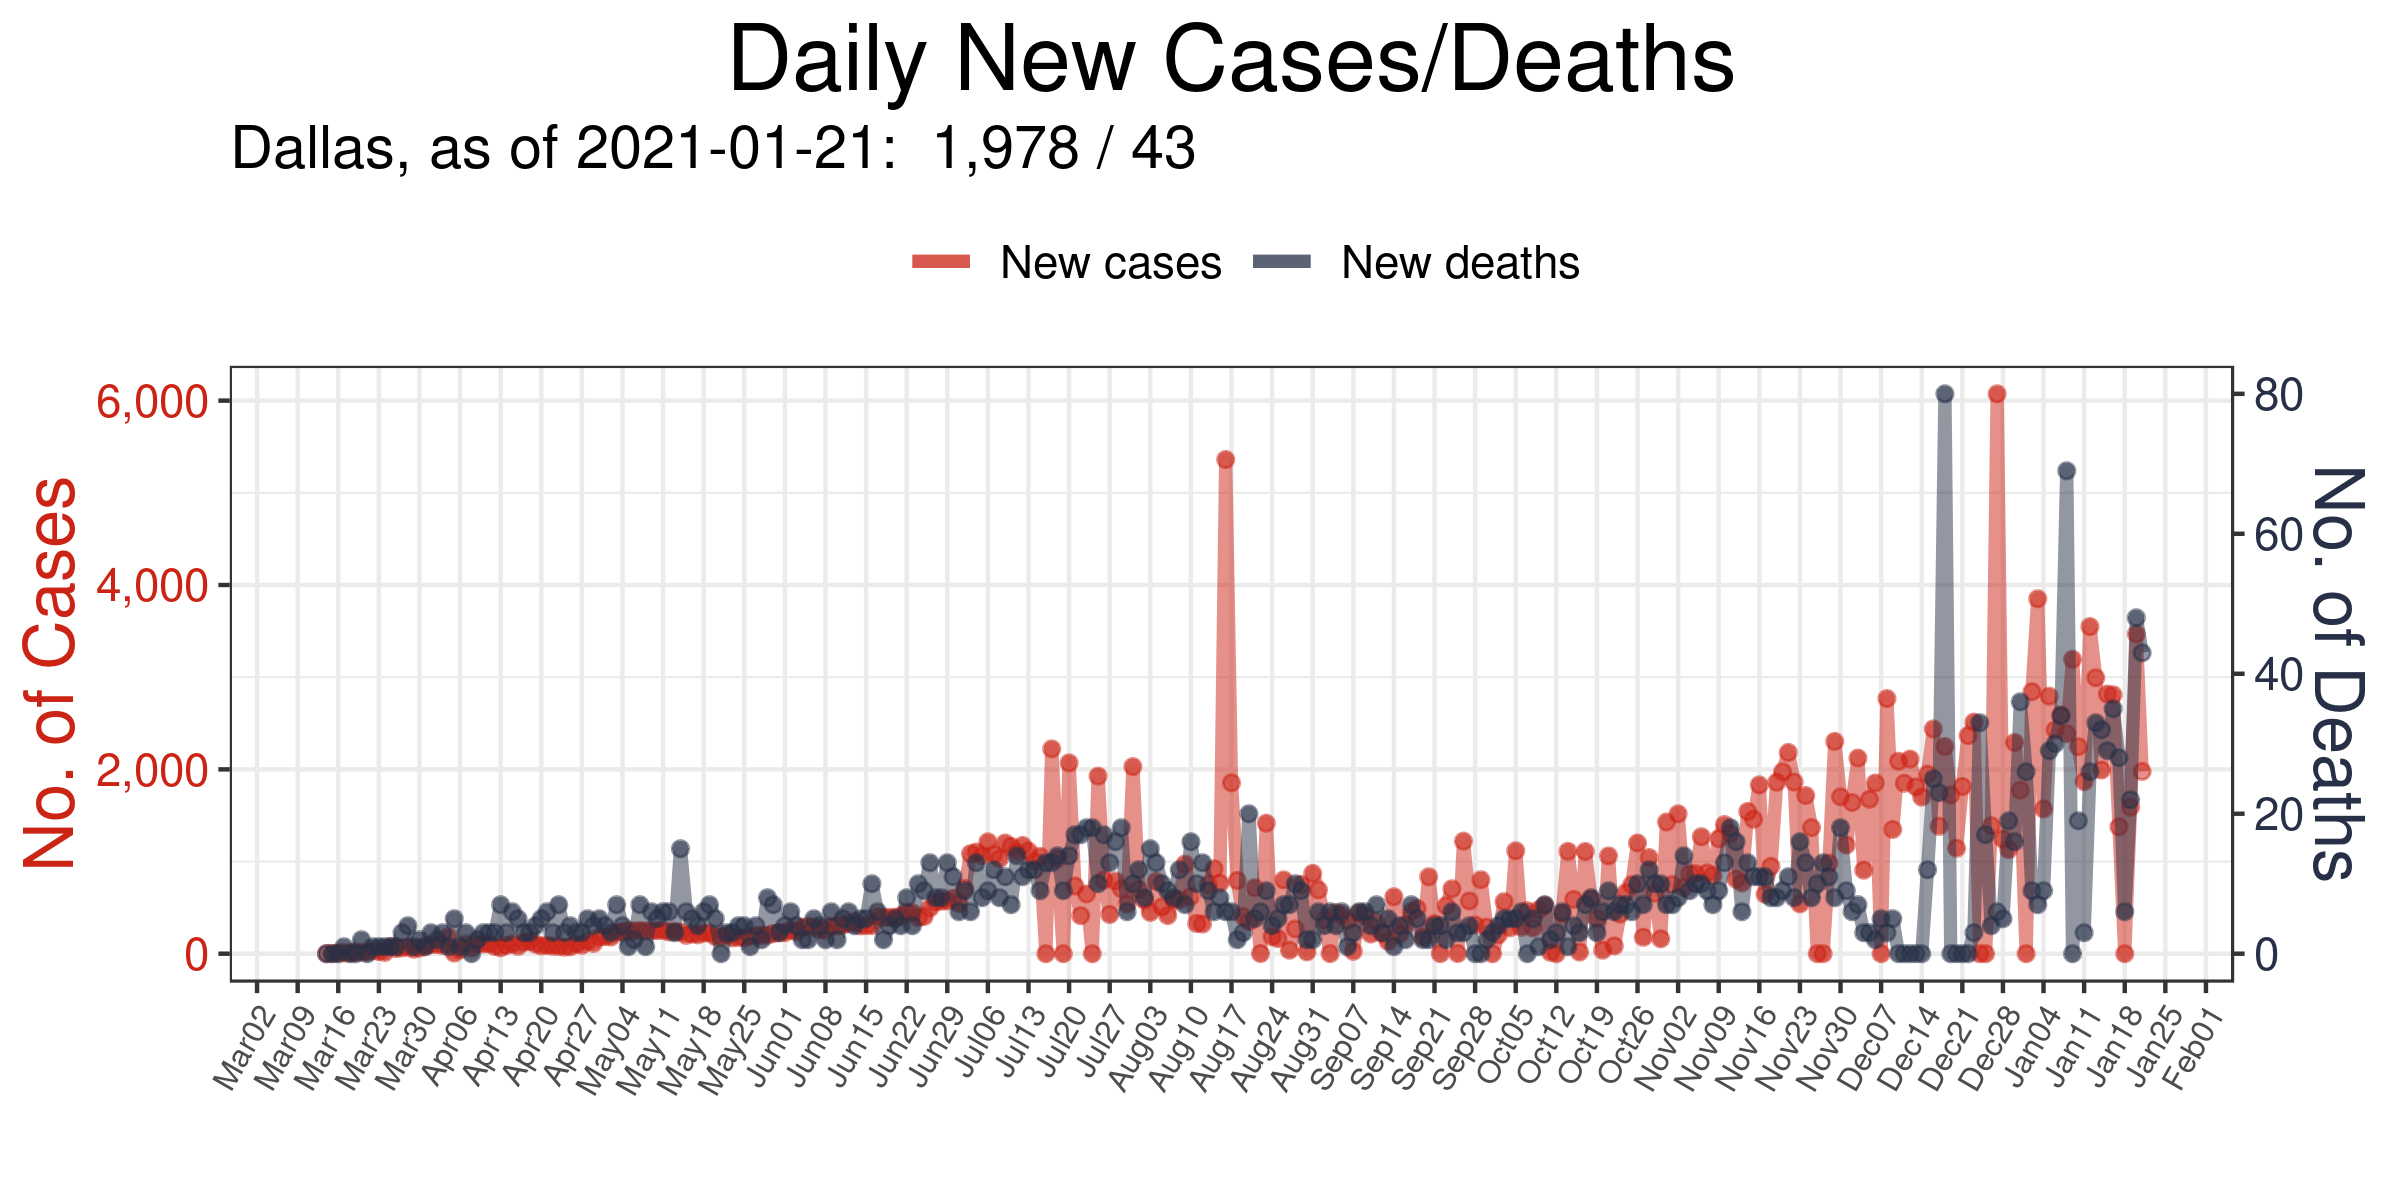 Daily New Cases/Deaths
Dallas, as of 2021-01-21:  1,978 / 43
New cases
New deaths
No. of Cases
6,000
4,000
2,000
0
80
60
40
20
0
No. of Deaths
Mar02
Mar09
Mar16
Mar23
Mar30
Apr06
Apr13
Apr20
Apr27
May04
May11
May18
May25
Jun01
Jun08
Jun15
Jun22
Jun29
Jul06
Jul13
Jul20
Jul27
Aug03
Aug10
Aug17
Aug24
Aug31
Sep07
Sep14
Sep21
Sep28
Oct05
Oct12
Oct19
Oct26
Nov02
Nov09
Nov16
Nov23
Nov30
Dec07
Dec14
Dec21
Dec28
Jan04
Jan11
Jan18
Jan25
Feb01